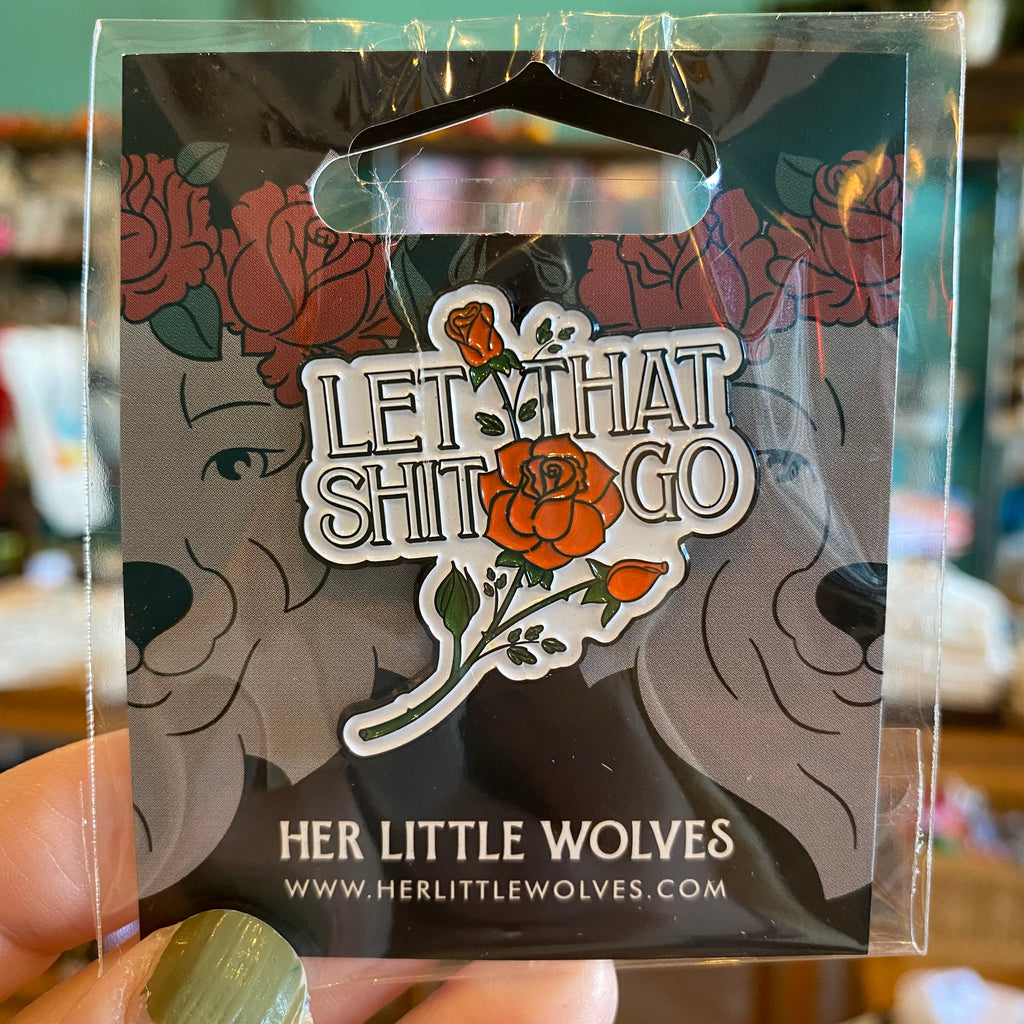 LET THAT
SHIT GO
HER LITTLE WOLVES
WWW.HERLITTLEWOLVES.COM